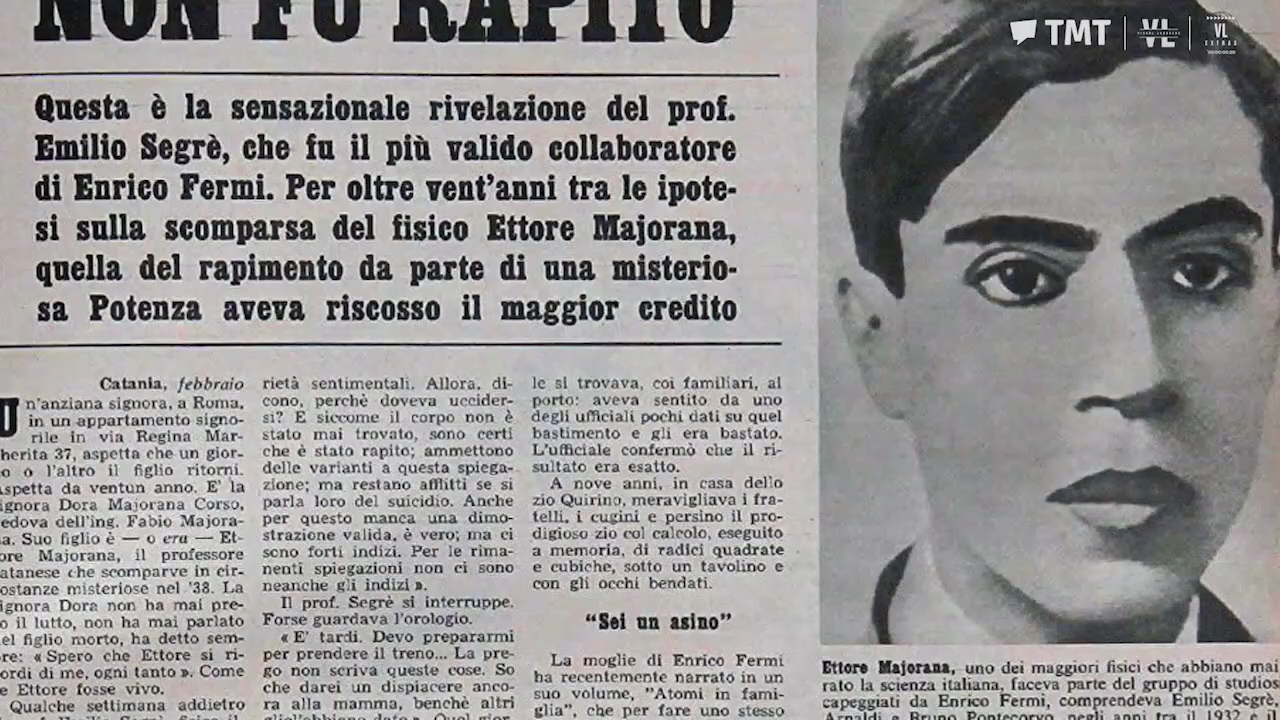 NON FU RAPITO
TMT
VL
VL
EXTRAS
Questa è la sensazionale rivelazione del prof.
Emilio Segrè, che fu il più valido collaboratore
di Enrico Fermi. Per oltre vent'anni tra le ipote-
si sulla scomparsa del fisico Ettore Majorana,
quella del rapimento da parte di una misterio-
sa Potenza aveva riscosso il maggior credito
Catania, febbraio
Un'anziana signora, a Roma,
in un appartamento signo-
rile in via Regina Mar-
herita 37, aspetta che un gior-
o o l'altro il figlio ritorni.
spetta da ventun anno. E' la
ignora Dora Majorana Corso,
edova dell'ing. Fabio Majora-
a. Suo figlio è — o era — Et-
ore Majorana, il professore
atanese che scomparve in cir-
ostanze misteriose nel '38. La
ignora Dora non ha mai pre-
o il lutto, non ha mai parlato
el figlio morto, ha detto sem-
re: « Spero che Ettore si ri-
ordi di me, ogni tanto ». Come
e Ettore fosse vivo.
Qualche settimana addietro
rietà sentimentali. Allora, di-
cono, perchè doveva uccider-
si? E siccome il corpo non è
stato mai trovato, sono certi
che è stato rapito; ammettono
delle varianti a questa spiega-
zione; ma restano afflitti se si
parla loro del suicidio. Anche
per questo manca una dimo-
strazione valida, è vero; ma ci
sono forti indizi. Per le rima-
nenti spiegazioni non ci sono
neanche gli indizi ».
Il prof. Segrè si interruppe.
Forse guardava l'orologio.
« E' tardi. Devo prepararmi
per prendere il treno... La pre-
go non scriva queste cose. So
che darei un dispiacere anco-
ra alla mamma, benchè altri
le si trovava, coi familiari, al
porto: aveva sentito da uno
degli ufficiali pochi dati su quel
bastimento e gli era bastato.
L'ufficiale confermò che il ri-
sultato era esatto.
A nove anni, in casa dello
zio Quirino, meravigliava i fra-
telli, i cugini e persino il pro-
digioso zio col calcolo, eseguito
a memoria, di radici quadrate
e cubiche, sotto un tavolino e
con gli occhi bendati.
"Sei un asino"
La moglie di Enrico Fermi
ha recentemente narrato in un
suo volume, "Atomi in fami-
glia", che per fare uno stesso
Ettore Majorana, uno dei maggiori fisici che abbiano mai
rato la scienza italiana, faceva parte del gruppo di studios
capeggiati da Enrico Fermi, comprendeva Emilio Segrè,
Arnaldi e Bruno Pontecorvo negli anni tra il 1932 e il